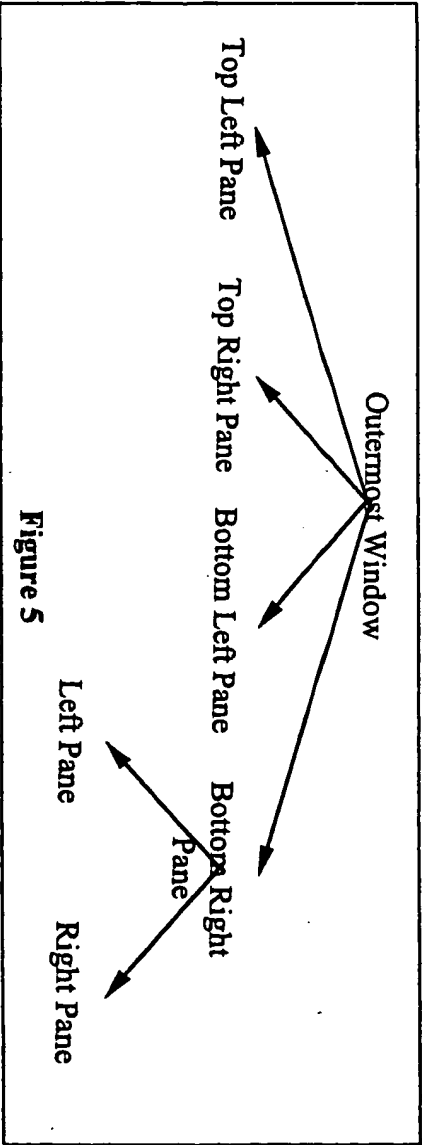 Outermost Window
Top Left Pane
Top Right Pane
Bottom Left Pane
Bottom Right
Pane
Left Pane
Right Pane
Figure 5